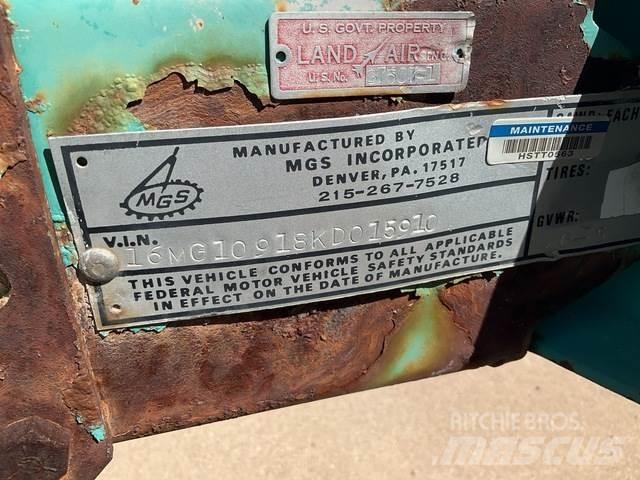 U.S. GOVT. PROPERTY
LAND AIR INC.
U.S. No.
MANUFACTURED BY
MGS INCORPORATED
DENVER, PA. 17517
215-267-7528
MGS
MAINTENANCE
HSTT0563
TIRES:
GVWR:
V.I.N.
16MG10918KD015910
THIS VEHICLE CONFORMS TO ALL APPLICABLE
FEDERAL MOTOR VEHICLE SAFETY STANDARDS
IN EFFECT ON THE DATE OF MANUFACTURE.
RITCHIE BROS.
mascus